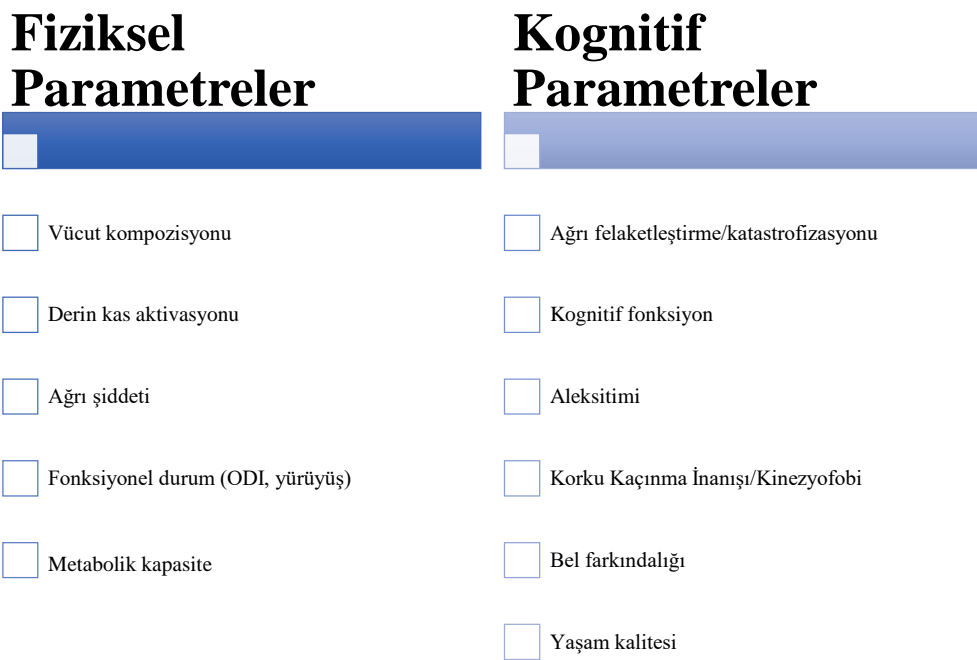 Fiziksel
Parametreler
Vücut kompozisyonu
Derin kas aktivasyonu
Ağrı şiddeti
Fonksiyonel durum (ODI, yürüyüş)
Metabolik kapasite
Kognitif
Parametreler
Ağrı felaketleştirme/katastrofizasyonu
Kognitif fonksiyon
Aleksitimi
Korku Kaçınma İnanışı/Kinezyofobi
Bel farkındalığı
Yaşam kalitesi